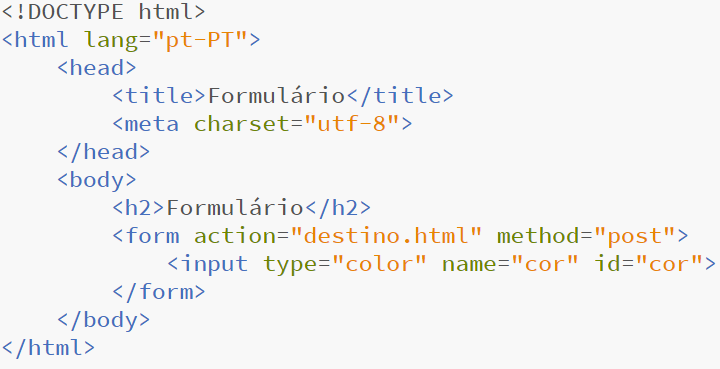 <!DOCTYPE html>
<html lang="pt-PT">
    <head>
        <title>Formulário</title>
        <meta charset="utf-8">
    </head>
    <body>
        <h2>Formulário</h2>
        <form action="destino.html" method="post">
            <input type="color" name="cor" id="cor">
        </form>
    </body>
</html>